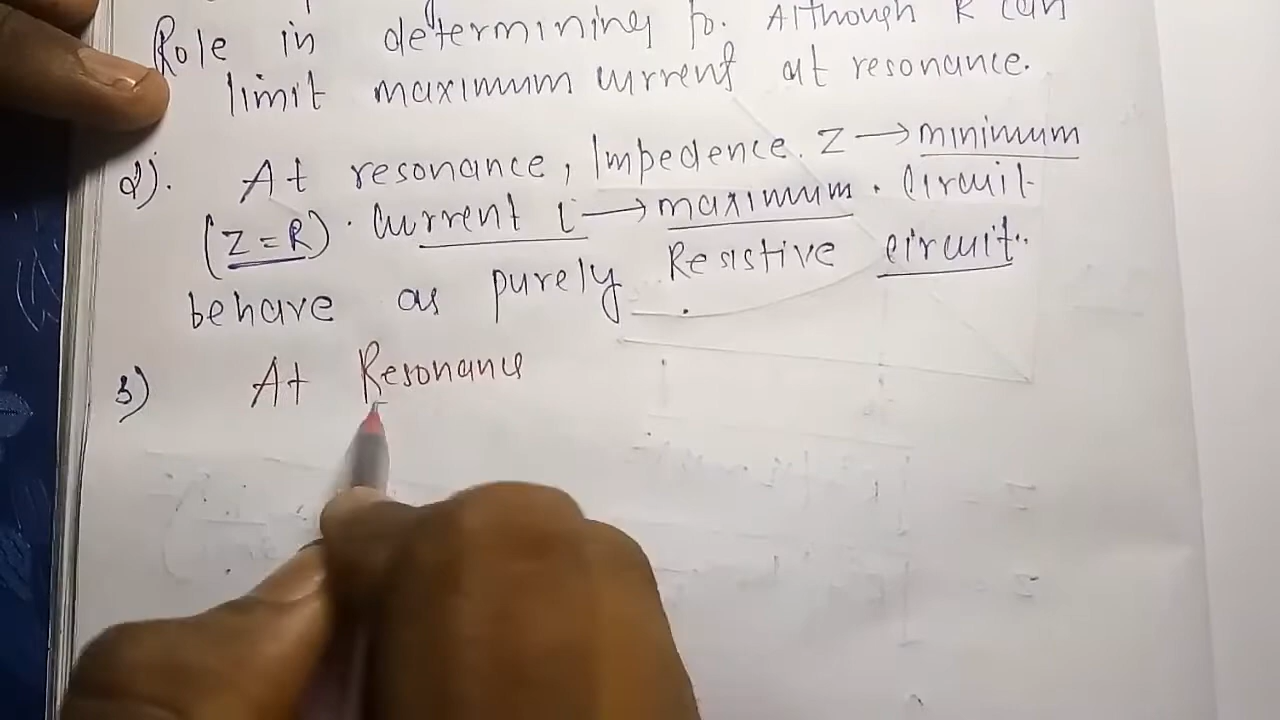 Role in determining fo. Although R can
limit maximum current at resonance.
2). At resonance, Impedence. Z → minimum
(Z = R). Current i → maximum. Circuit
behave as purely Resistive circuit.
3) At Resonance